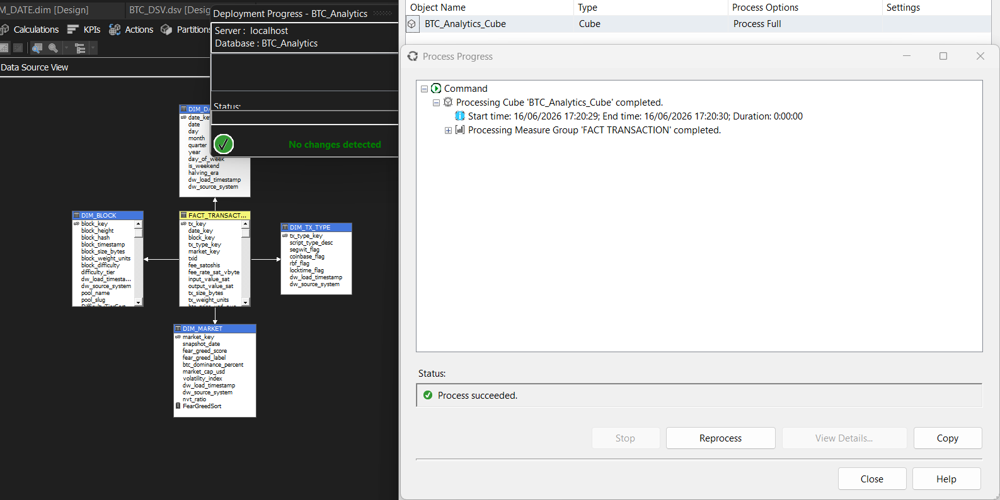 M_DATE.dim [Design]
BTC_DSV.dsv [Desig
Calculations
KPIs
Actions
Partition
Data Source View
Deployment Progress - BTC_Analytics
Server : localhost
Database : BTC_Analytics
Status:
No changes detected
DIM_DA
date_ke
date
day
month
quarter
year
day_of_week
is_weekend
halving_era
dw_load_timestamp
dw_source_system
DIM_BLOCK
block_key
block_height
block_hash
block_timestamp
block_size_bytes
block_weight_units
block_difficulty
difficulty_tier
dw_load_timesta...
dw_source_system
pool_name
pool_slug
DifficultyTierSort
FACT_TRANSACT...
tx_key
date_key
block_key
tx_type_key
market_key
txid
fee_satoshis
fee_rate_sat_vbyte
input_value_sat
output_value_sat
tx_size_bytes
tx_weight_units
DIM_TX_TYPE
tx_type_key
script_type_desc
segwit_flag
coinbase_flag
rbf_flag
locktime_flag
dw_load_timestamp
dw_source_system
DIM_MARKET
market_key
snapshot_date
fear_greed_score
fear_greed_label
btc_dominance_percent
market_cap_usd
volatility_index
dw_load_timestamp
dw_source_system
nvt_ratio
FearGreedSort
Object Name
Type
Process Options
Settings
BTC_Analytics_Cube
Cube
Process Full
Process Progress
Command
Processing Cube 'BTC_Analytics_Cube' completed.
Start time: 16/06/2026 17:20:29; End time: 16/06/2026 17:20:30; Duration: 0:00:00
Processing Measure Group 'FACT TRANSACTION' completed.
Status:
Process succeeded.
Stop
Reprocess
View Details...
Copy
Close
Help